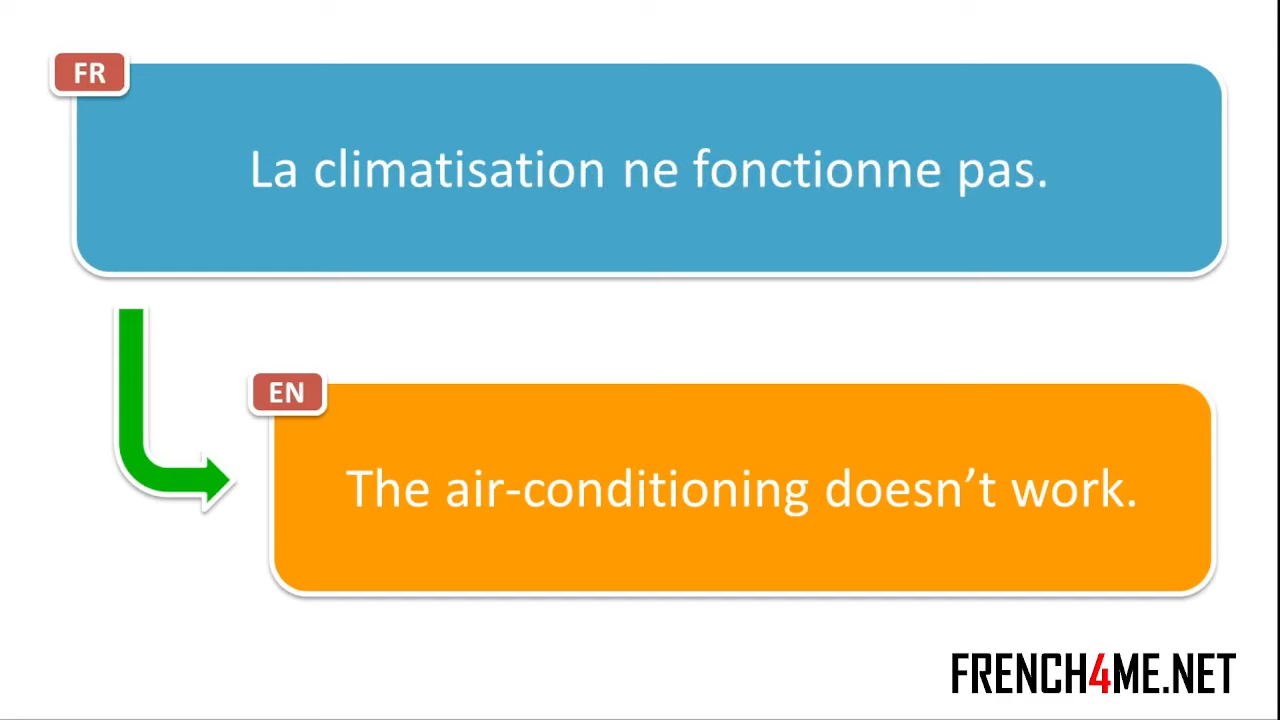 FR
La climatisation ne fonctionne pas.
EN
The air-conditioning doesn’t work.
FRENCH4ME.NET